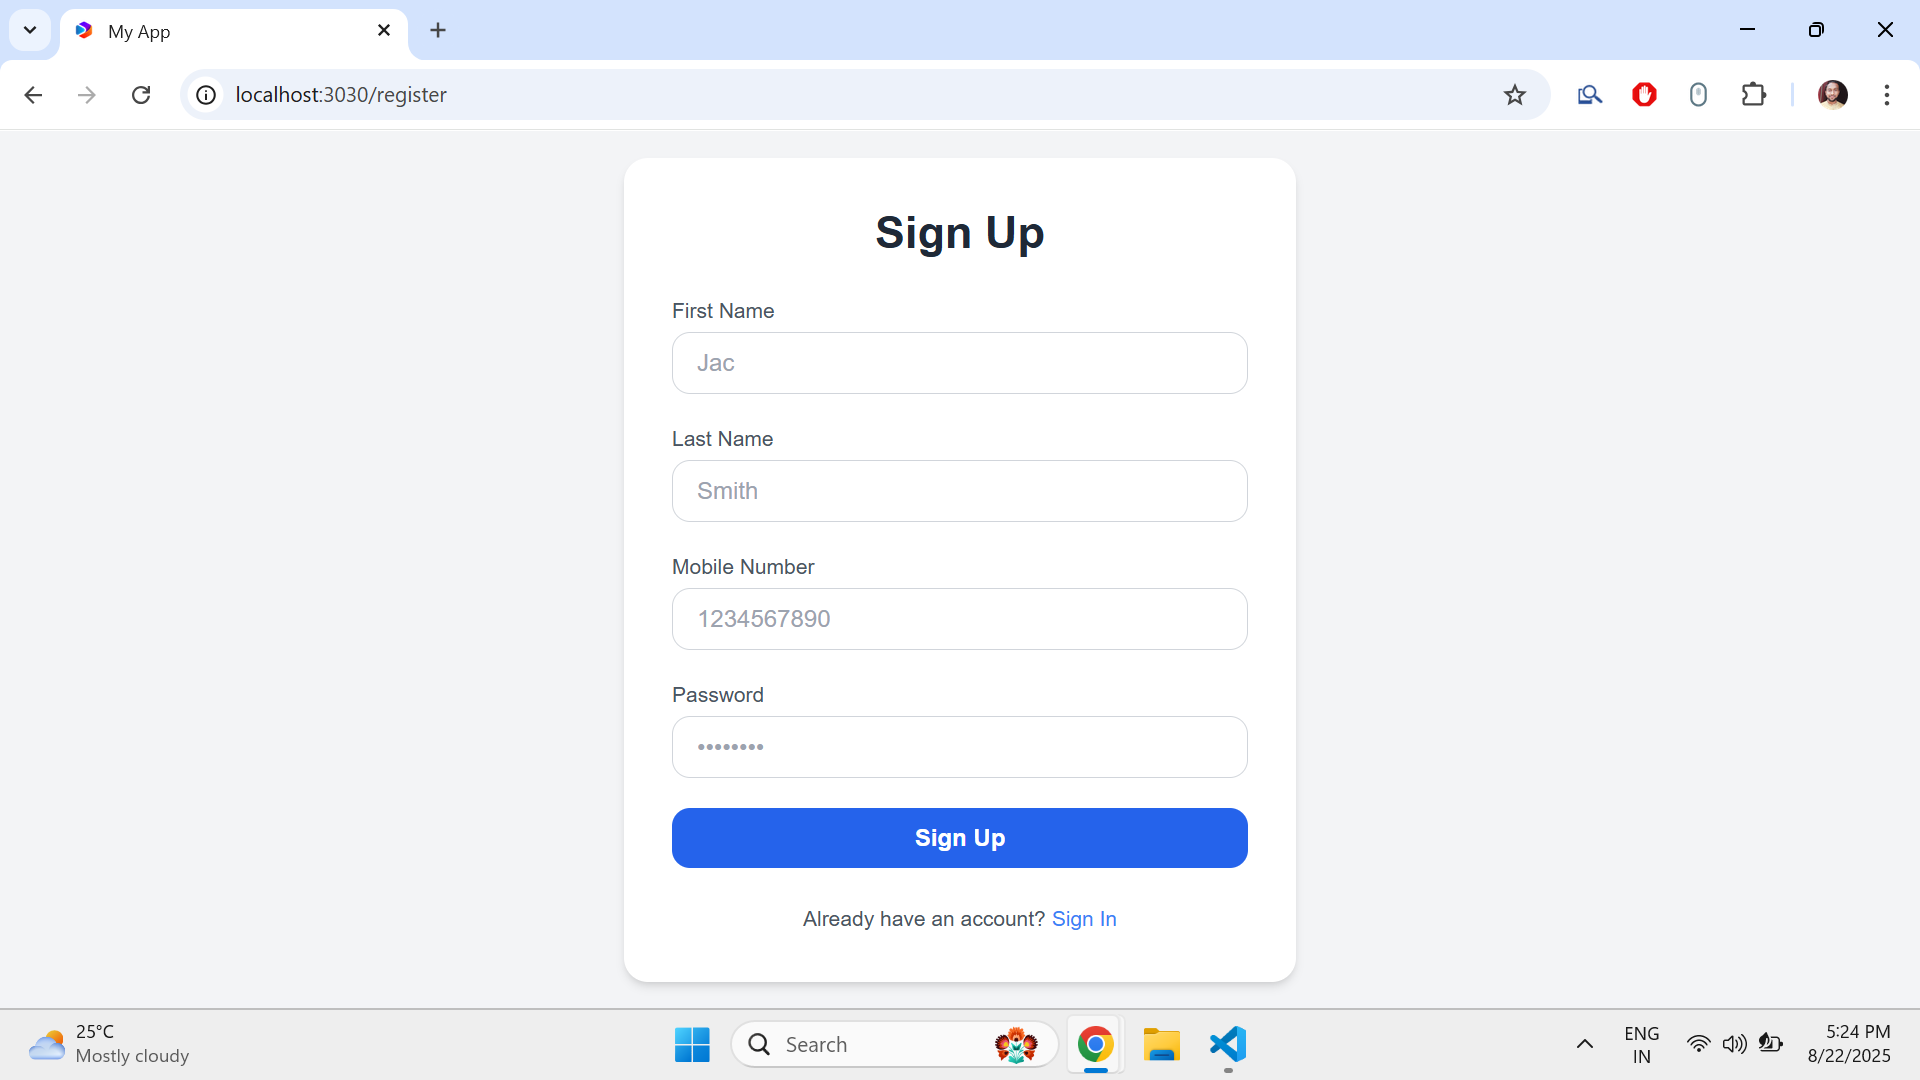 My App
localhost:3030/register
Sign Up
First Name
Jac
Last Name
Smith
Mobile Number
1234567890
Password
••••••••
Sign Up
Already have an account? Sign In
25°C
Mostly cloudy
Search
ENG
IN
5:24 PM
8/22/2025